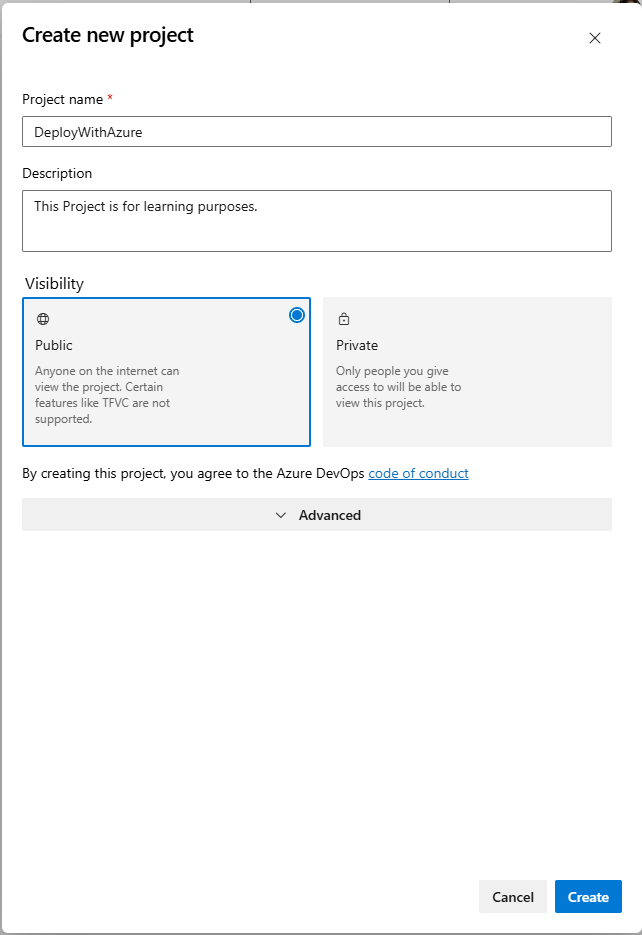 Create new project
Project name *
DeployWithAzure
Description
This Project is for learning purposes.
Visibility
Public
Anyone on the internet can
view the project. Certain
features like TFVC are not
supported.
Private
Only people you give
access to will be able to
view this project.
By creating this project, you agree to the Azure DevOps code of conduct
Advanced
Cancel
Create